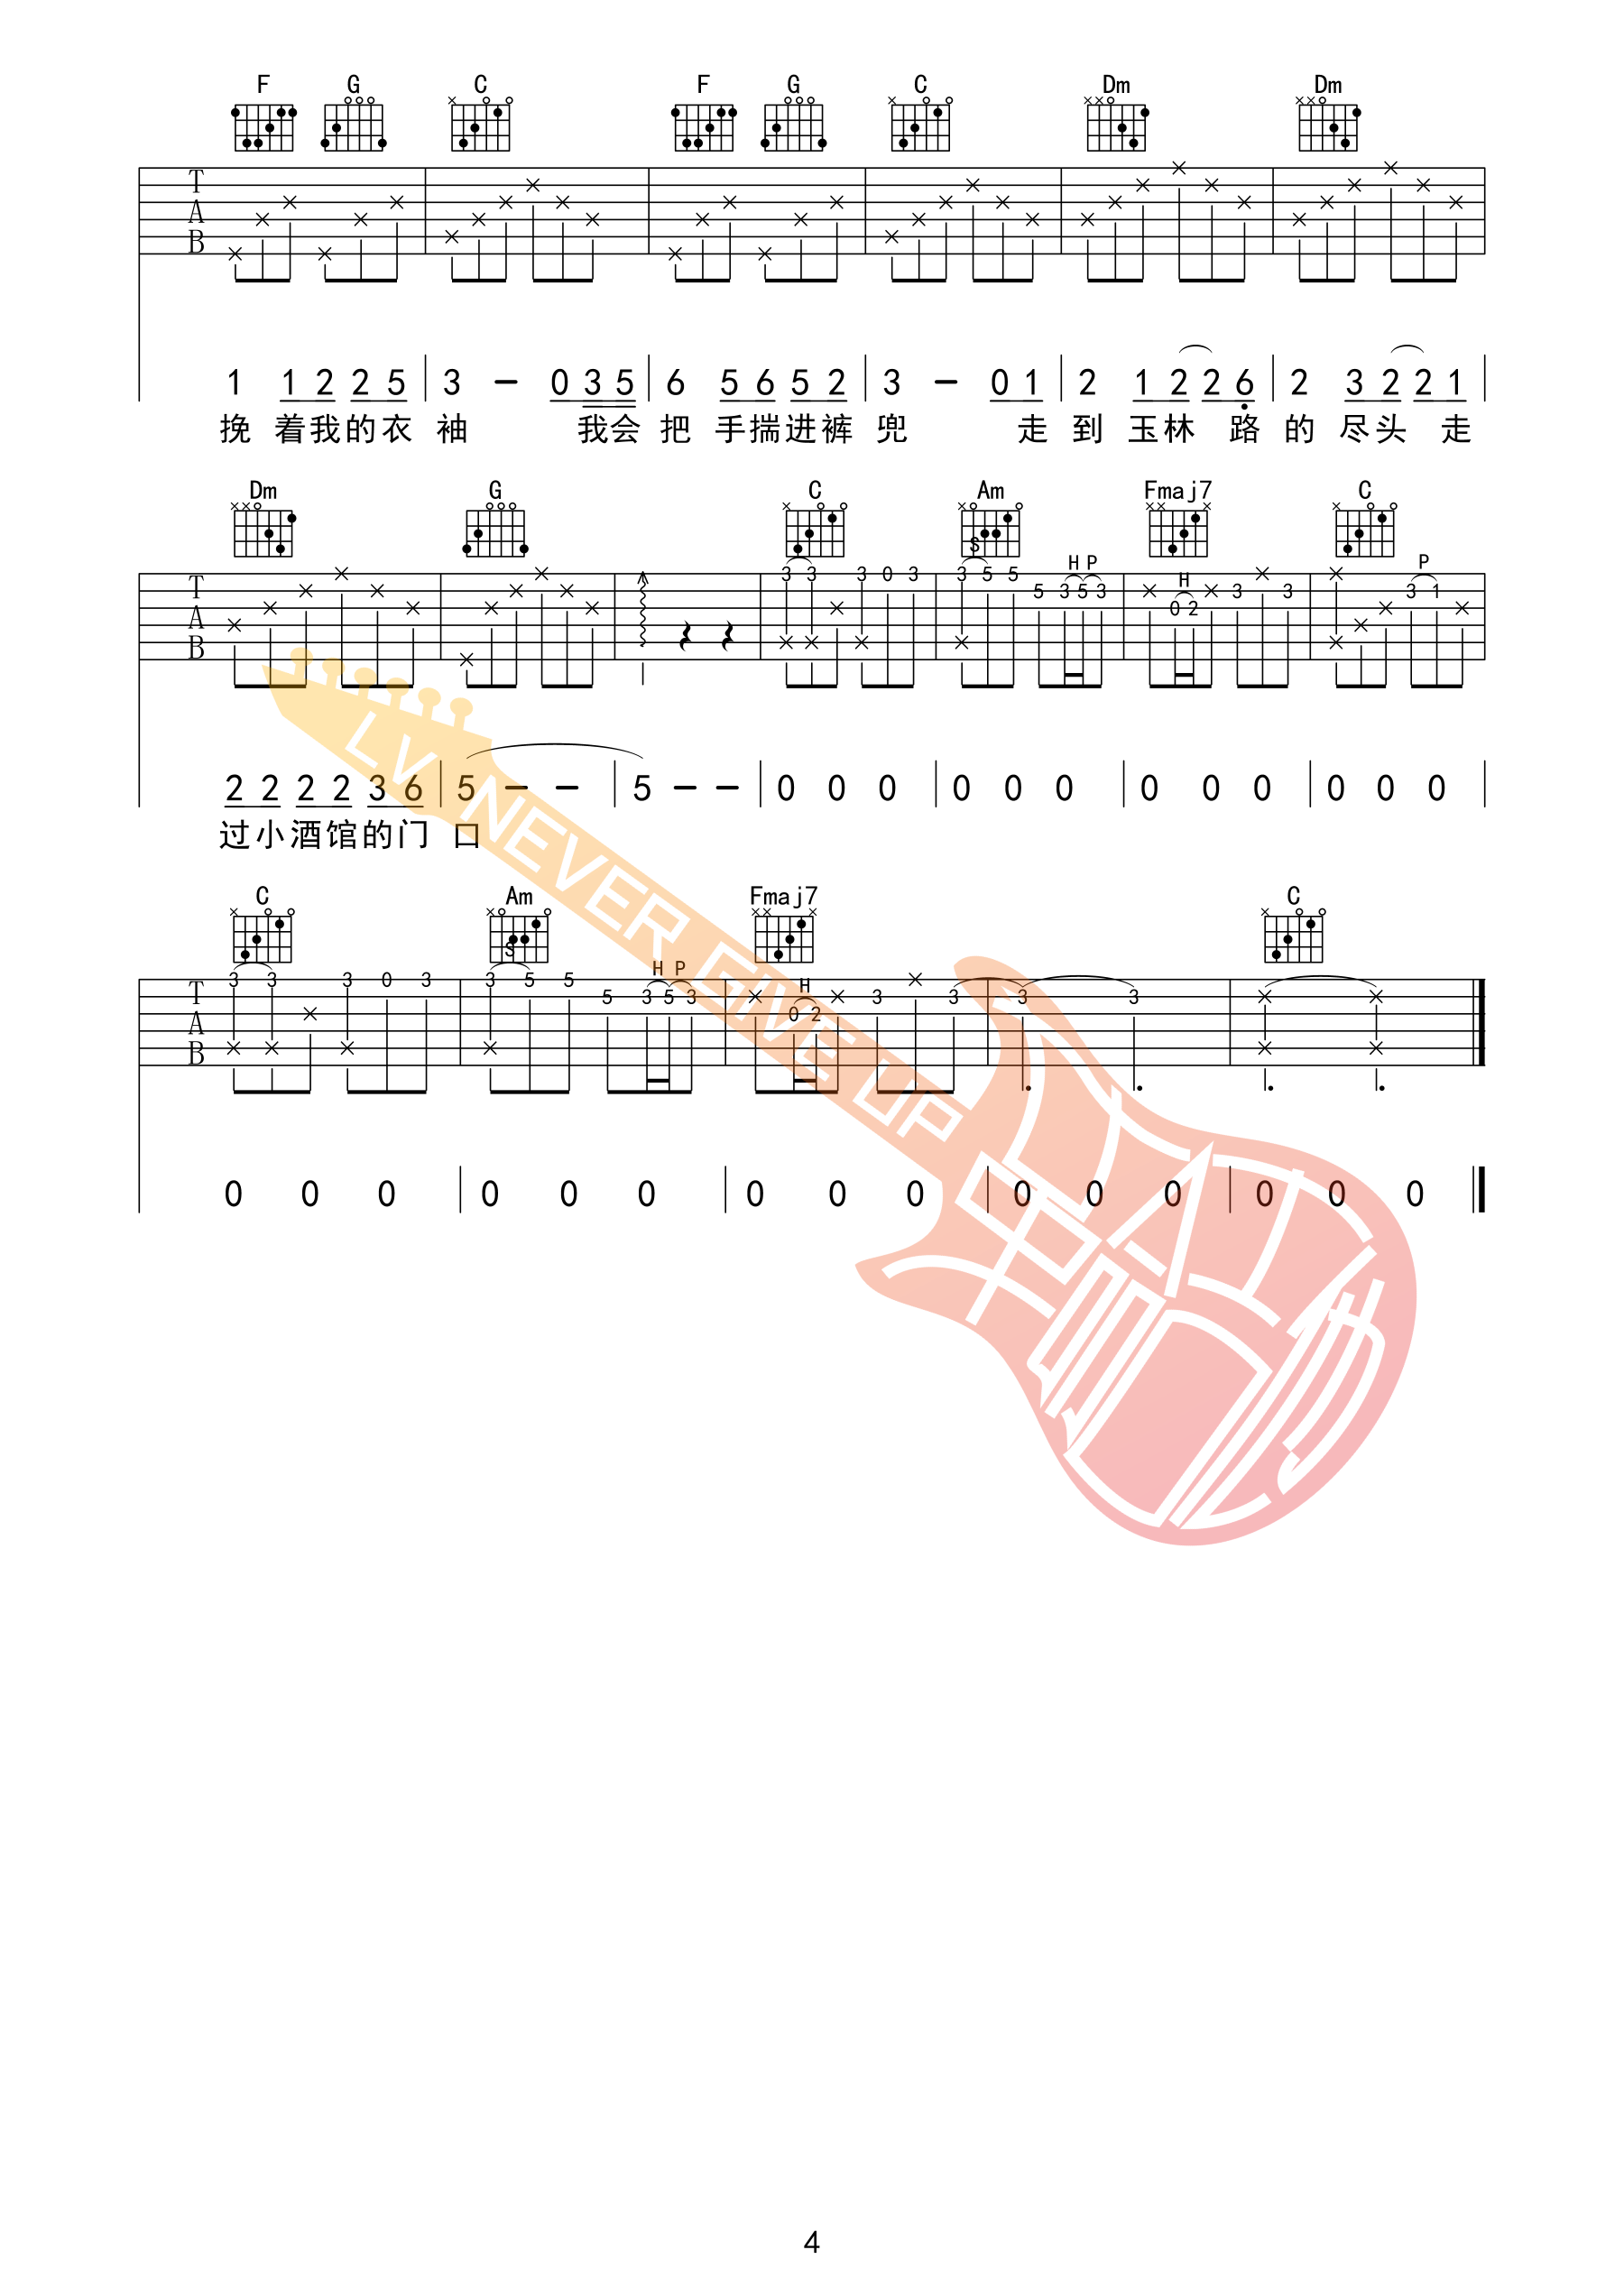 F G C F G C Dm Dm
T
A
B
1 1 2 2 5 3 - 0 3 5 6 5 6 5 2 3 - 0 1 2 1 2 2 6 2 3 2 2 1
挽 着我的衣 袖 我会 把 手揣进裤 兜 走 到 玉林 路 的 尽头 走
Dm G C Am Fmaj7 C
S H P H P
3 3 3 0 3 3 5 5 5 3 5 3 0 2 3 3 3 1
T
A
B
2 2 2 2 3 6 5 - - 5 - - 0 0 0 0 0 0 0 0 0 0 0 0
过小酒馆的门 口
C Am Fmaj7 C
S H P H
3 3 3 0 3 3 5 5 5 3 5 3 0 2 3 3 3 3
T
A
B
0 0 0 0 0 0 0 0 0 0 0 0 0 0 0
LV NEVER GIVE UP
4